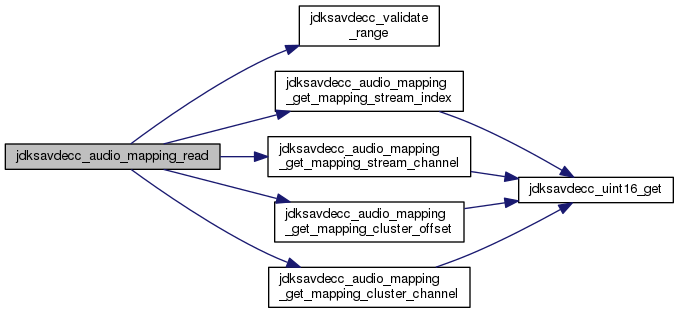 jdksavdecc_audio_mapping_read
jdksavdecc_validate
_range
jdksavdecc_audio_mapping
_get_mapping_stream_index
jdksavdecc_audio_mapping
_get_mapping_stream_channel
jdksavdecc_audio_mapping
_get_mapping_cluster_offset
jdksavdecc_audio_mapping
_get_mapping_cluster_channel
jdksavdecc_uint16_get